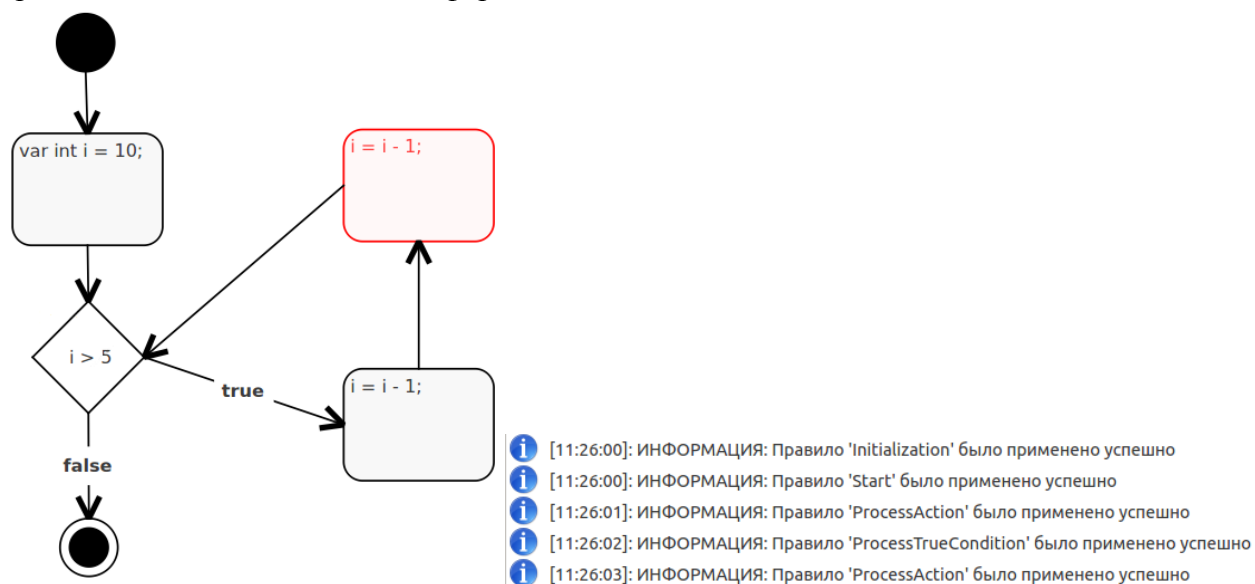 var int i = 10;
i = i - 1;
i > 5
true
i = i - 1;
false
[11:26:00]: ИНФОРМАЦИЯ: Правило 'Initialization' было применено успешно
[11:26:00]: ИНФОРМАЦИЯ: Правило 'Start' было применено успешно
[11:26:01]: ИНФОРМАЦИЯ: Правило 'ProcessAction' было применено успешно
[11:26:02]: ИНФОРМАЦИЯ: Правило 'ProcessTrueCondition' было применено успешно
[11:26:03]: ИНФОРМАЦИЯ: Правило 'ProcessAction' было применено успешно